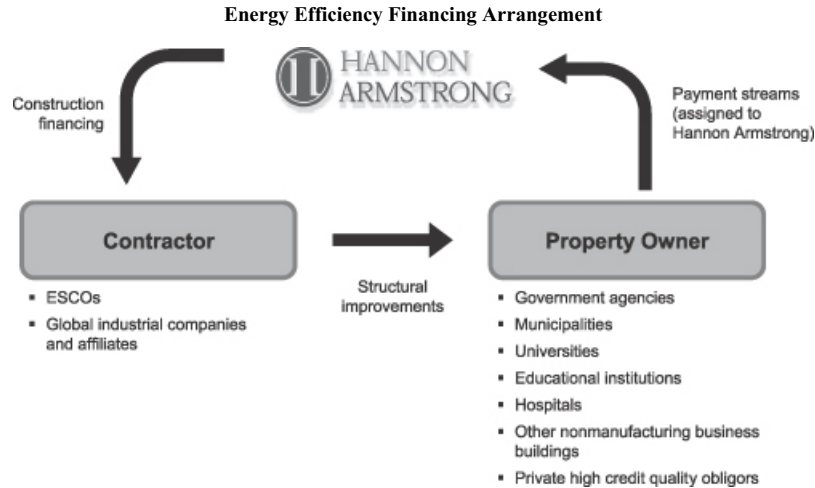 Energy Efficiency Financing Arrangement
HANNON
ARMSTRONG
Construction
financing
Payment streams
(assigned to
Hannon Armstrong)
Contractor
Property Owner
Structural
improvements
▪ ESCOs
▪ Global industrial companies
and affiliates
▪ Government agencies
▪ Municipalities
▪ Universities
▪ Educational institutions
▪ Hospitals
▪ Other nonmanufacturing business
buildings
▪ Private high credit quality obligors